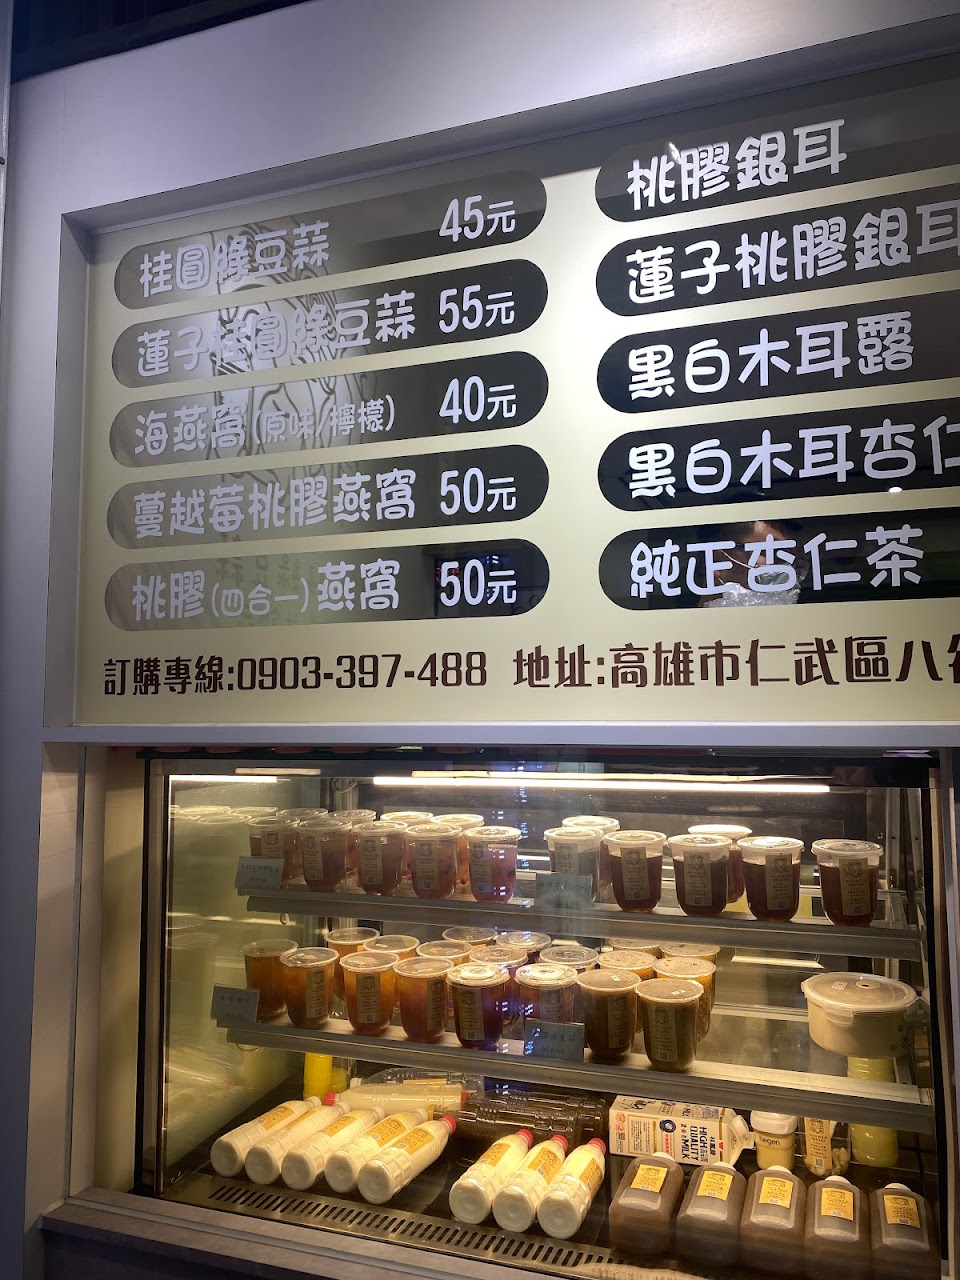 桂圓綠豆蒜 45元
蓮子桂圓綠豆蒜 55元
海燕窩(原味/檸檬) 40元
蔓越莓桃膠燕窩 50元
桃膠(四合一)燕窩 50元
桃膠銀耳
蓮子桃膠銀耳
黑白木耳露
黑白木耳杏仁
純正杏仁茶
訂購專線:0903-397-488 地址:高雄市仁武區八
HIGH
QUALITY
MILK
hegen